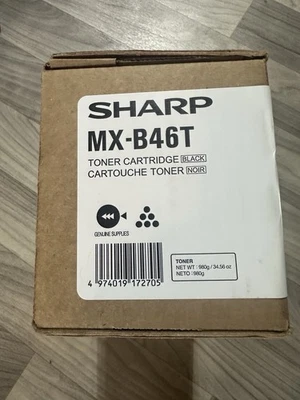 SHARP
MX-B46T
TONER CARTRIDGE BLACK
CARTOUCHE TONER NOIR
GENUINE SUPPLIES
TONER
NET WT : 980g / 34.56 oz
NETO : 980g
4 974019 172705